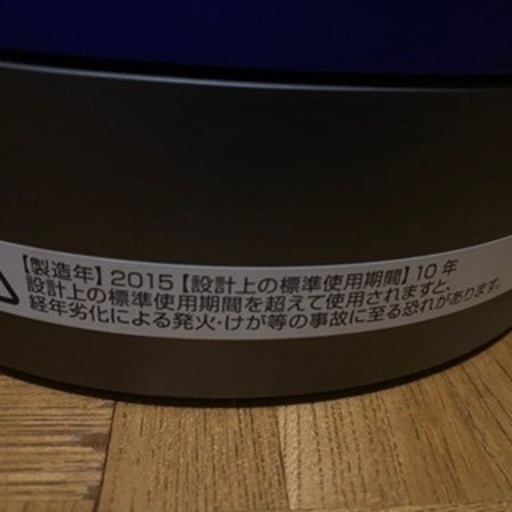 【製造年】2015【設計上の標準使用期間】10年
設計上の標準使用期間を超えて使用されますと、
経年劣化による発火・けが等の事故に至る恐れがあります。